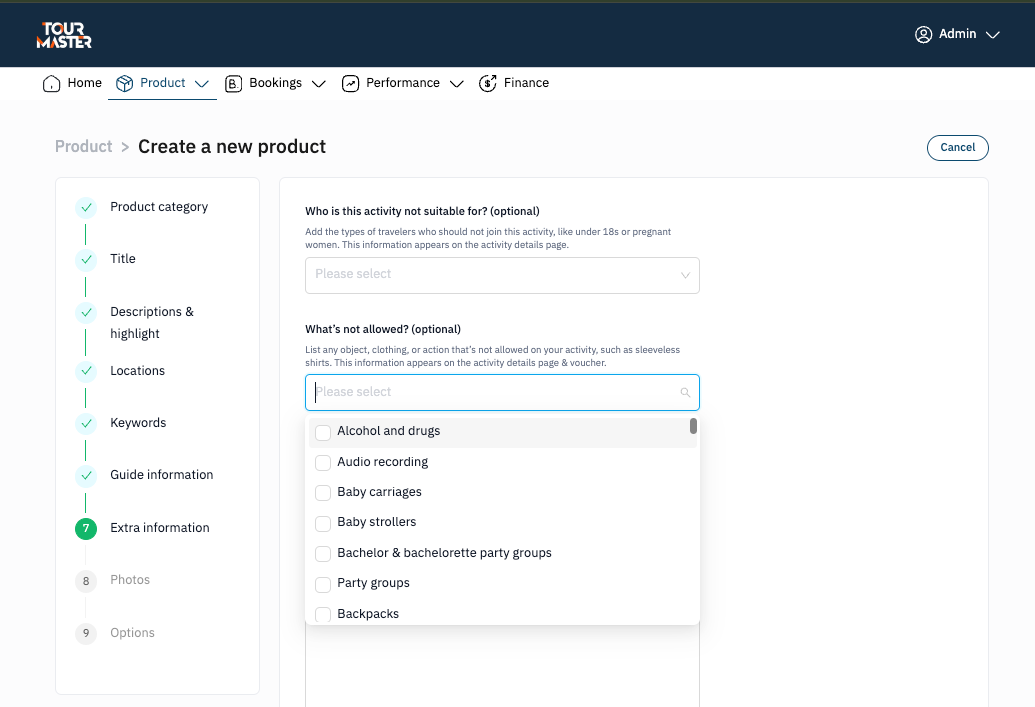 TOUR
MASTER
Admin
Home
Product
Bookings
Performance
Finance
Product > Create a new product
Cancel
Product category
Title
Descriptions &
highlight
Locations
Keywords
Guide information
7 Extra information
8 Photos
9 Options
Who is this activity not suitable for? (optional)
Add the types of travelers who should not join this activity, like under 18s or pregnant
women. This information appears on the activity details page.
Please select
What's not allowed? (optional)
List any object, clothing, or action that's not allowed on your activity, such as sleeveless
shirts. This information appears on the activity details page & voucher.
Please select
Alcohol and drugs
Audio recording
Baby carriages
Baby strollers
Bachelor & bachelorette party groups
Party groups
Backpacks